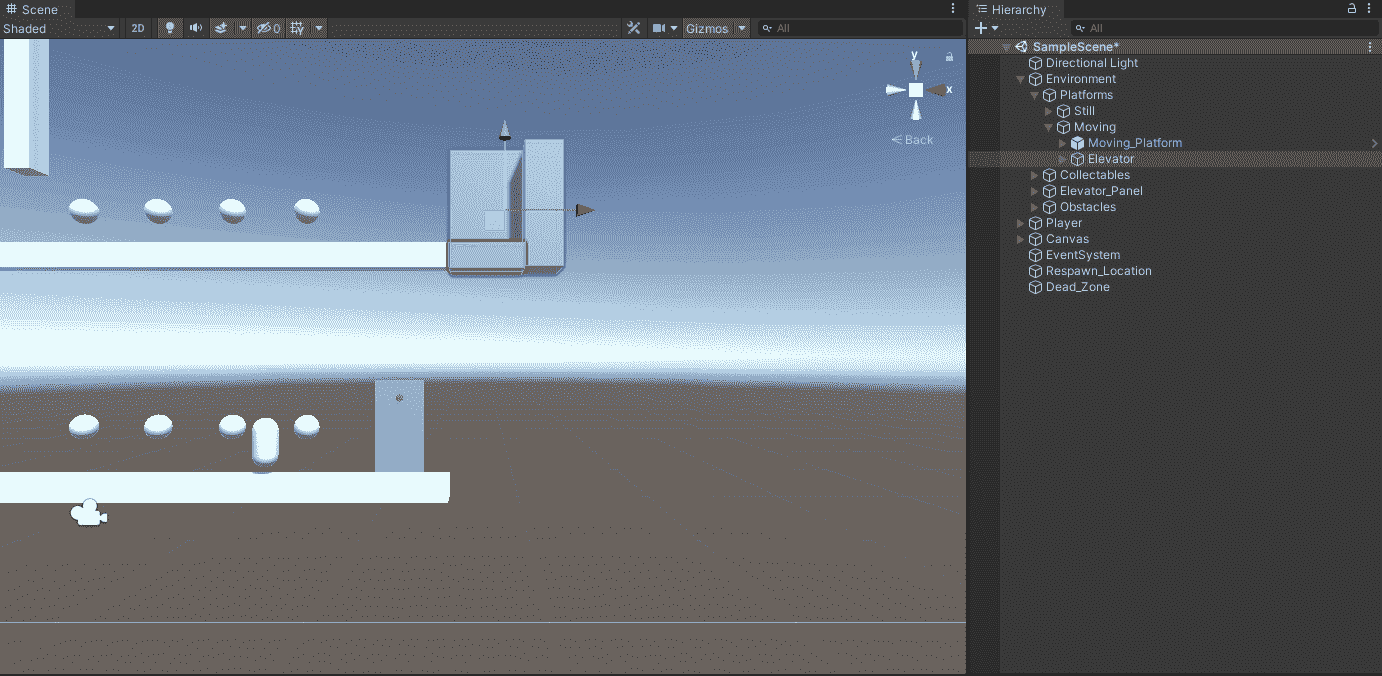 Scene
Shaded
2D
0
Gizmos
All
y
x
Back
Hierarchy
All
SampleScene*
Directional Light
Environment
Platforms
Still
Moving
Moving_Platform
Elevator
Collectables
Elevator_Panel
Obstacles
Player
Canvas
EventSystem
Respawn_Location
Dead_Zone